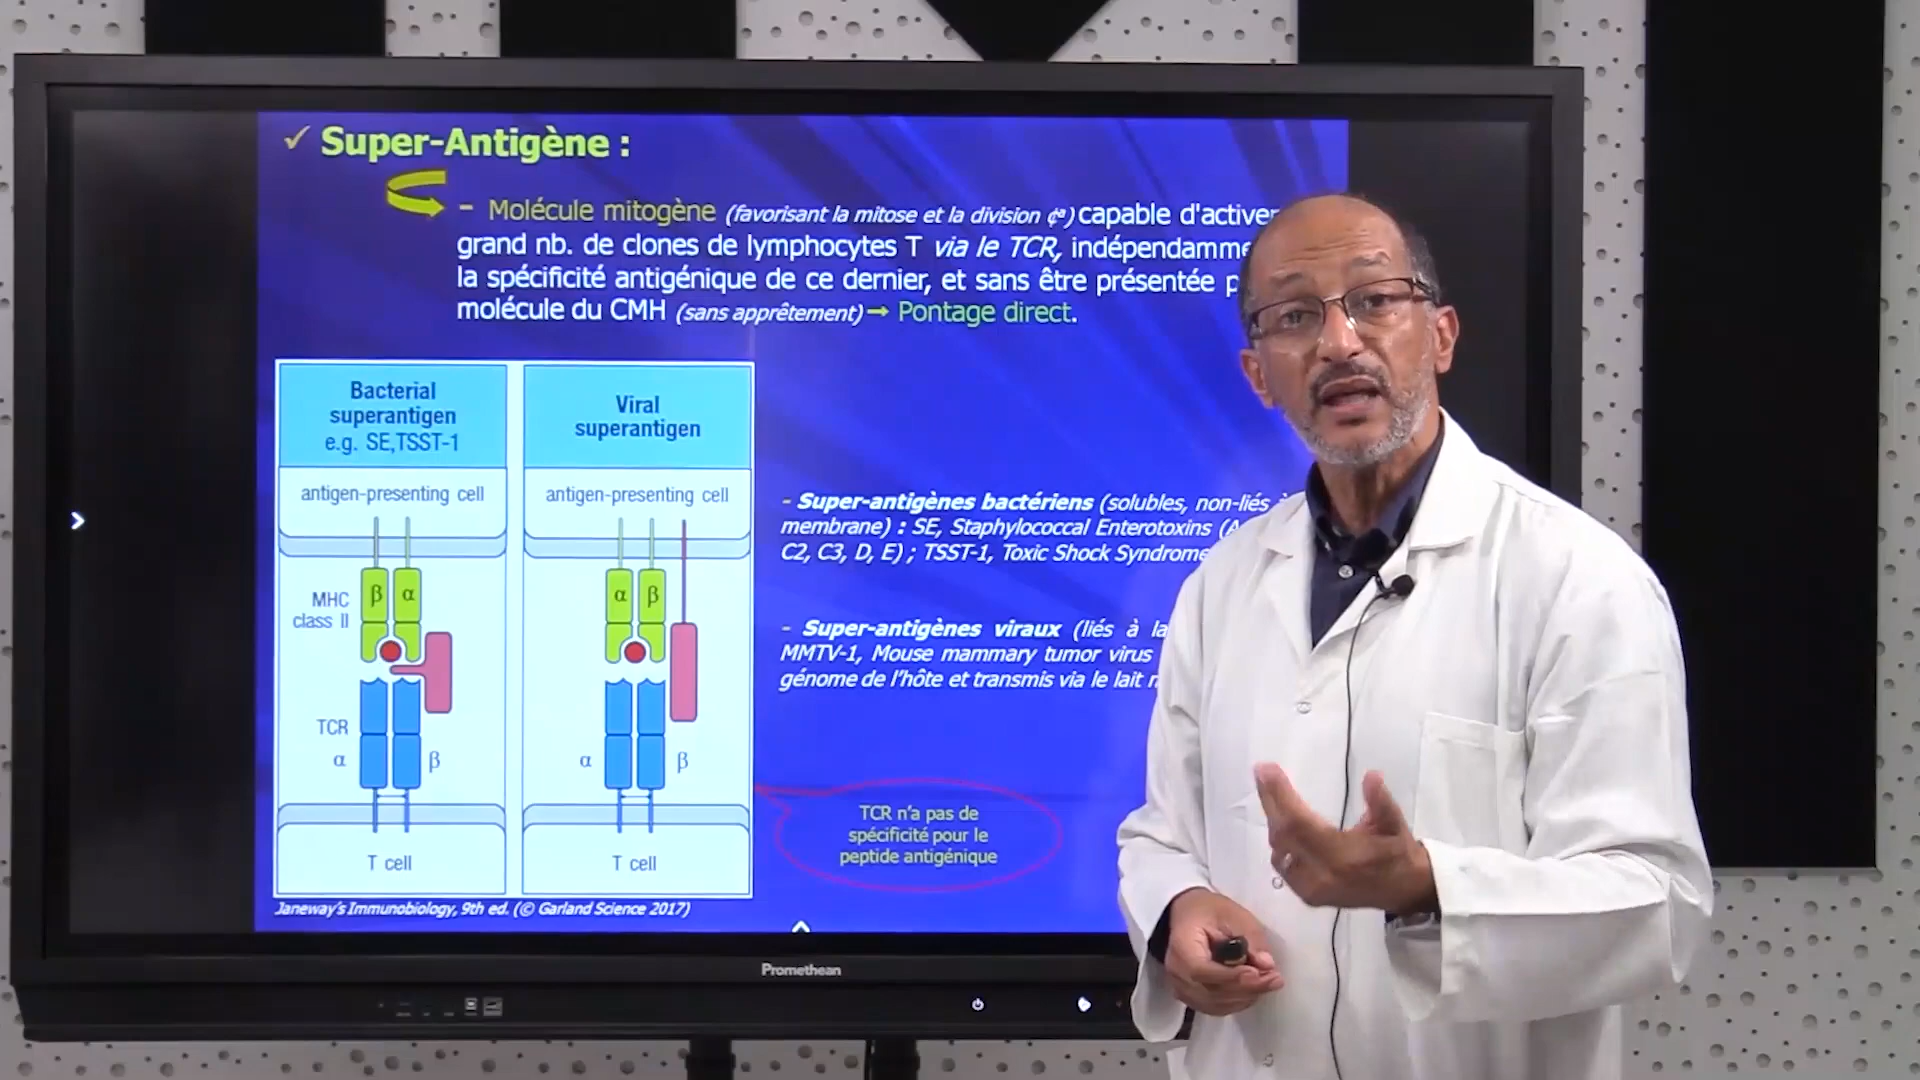 ✓ Super-Antigène :
- Molécule mitogène (favorisant la mitose et la division ¢ª) capable d'activer
grand nb. de clones de lymphocytes T via le TCR, indépendamme
la spécificité antigénique de ce dernier, et sans être présentée p
molécule du CMH (sans apprêtement) → Pontage direct.
Bacterial
superantigen
e.g. SE,TSST-1
Viral
superantigen
antigen-presenting cell
antigen-presenting cell
- Super-antigènes bactériens (solubles, non-liés à
membrane) : SE, Staphylococcal Enterotoxins (A
C2, C3, D, E) ; TSST-1, Toxic Shock Syndrome
β α
α β
MHC
class II
- Super-antigènes viraux (liés à la
MMTV-1, Mouse mammary tumor virus
génome de l'hôte et transmis via le lait
TCR
α β
α β
TCR n'a pas de
spécificité pour le
peptide antigénique
T cell
T cell
Janeway's Immunobiology, 9th ed. (© Garland Science 2017)
Promethean